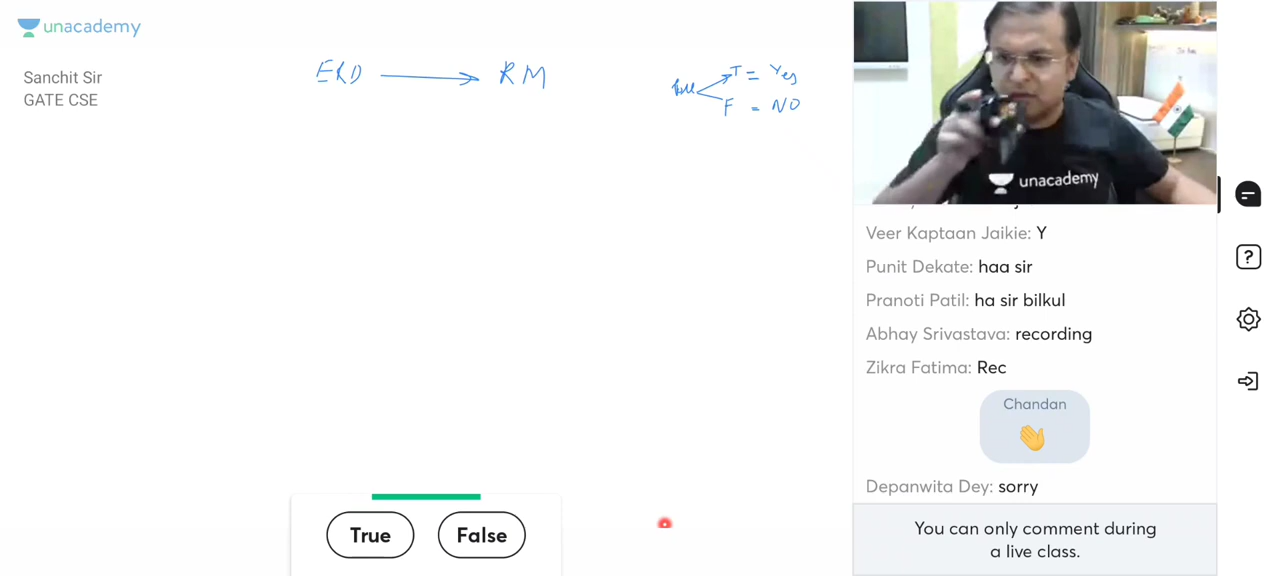 unacademy
Sanchit Sir
GATE CSE
ERD → RM
Poll T = Yes
F = NO
unacademy
Veer Kaptaan Jaikie: Y
Punit Dekate: haa sir
Pranoti Patil: ha sir bilkul
Abhay Srivastava: recording
Zikra Fatima: Rec
Chandan
👏
Depanwita Dey: sorry
You can only comment during
a live class.
True
False
?